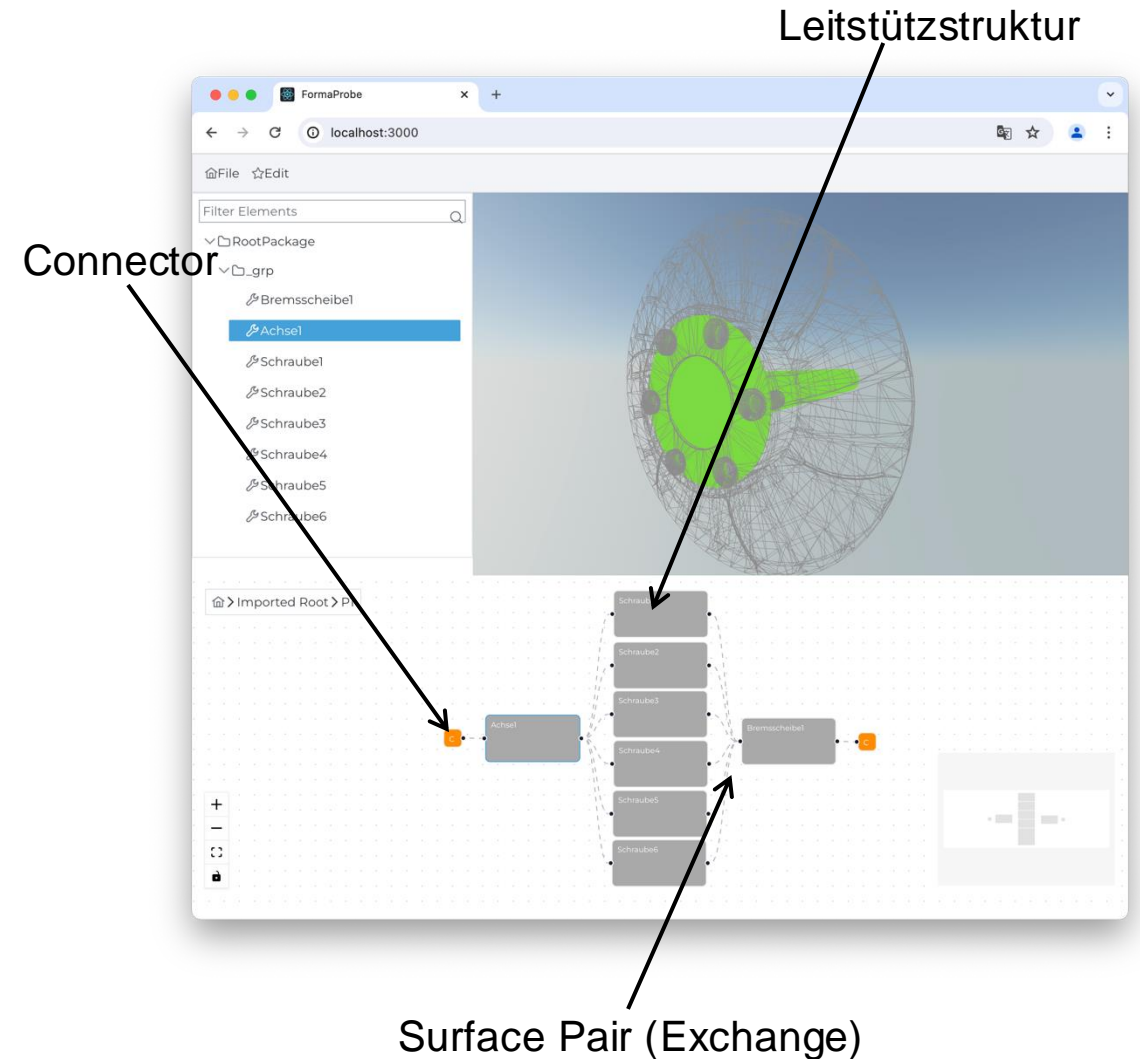 Leitstützstruktur
FormaProbe
localhost:3000
File Edit
Filter Elements
Connector
RootPackage
_grp
Bremsscheibe1
Achse1
Schraube1
Schraube2
Schraube3
Schraube4
Schraube5
Schraube6
Imported Root P
Schraube
Schraube2
Schraube3
Achse1
Bremsscheibe1
C
C
Schraube4
Schraube5
Schraube6
Surface Pair (Exchange)